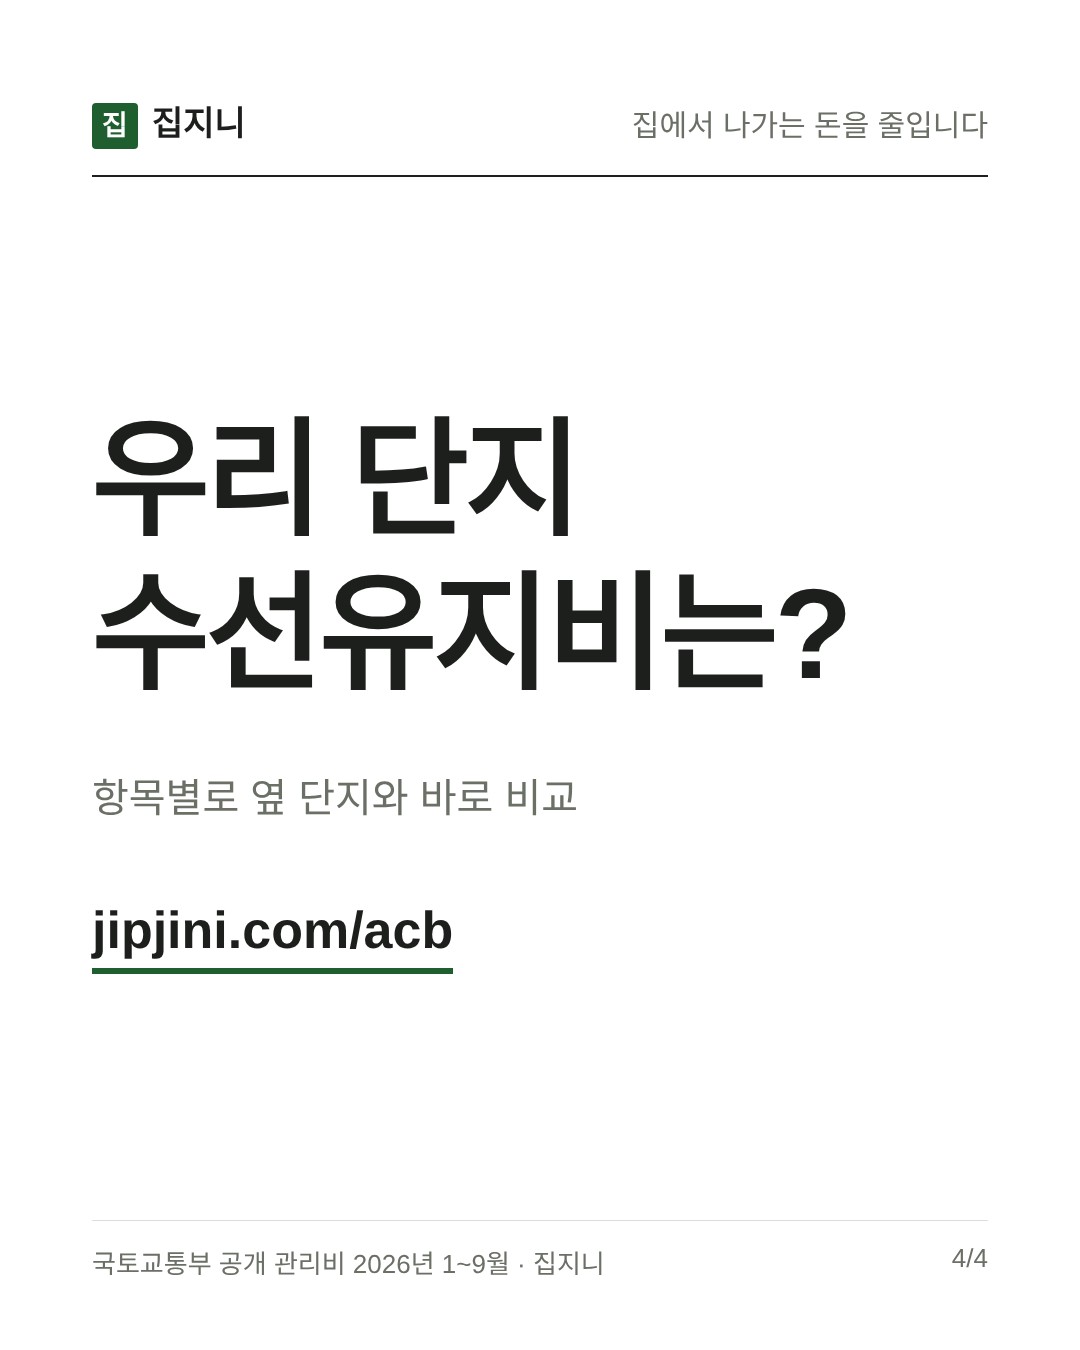 집 집지니
집에서 나가는 돈을 줄입니다
우리 단지
수선유지비는?
항목별로 옆 단지와 바로 비교
jipjini.com/acb
국토교통부 공개 관리비 2026년 1~9월 · 집지니
4/4